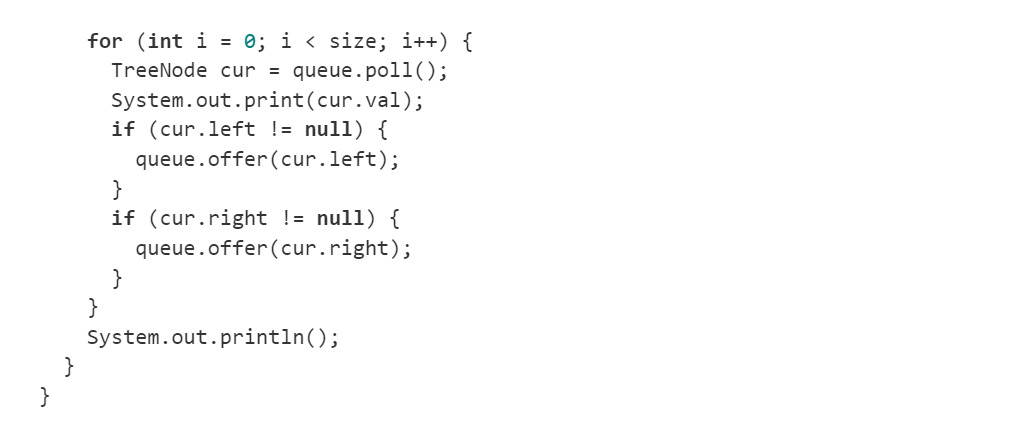 for (int i = 0; i < size; i++) {
TreeNode cur = queue.poll();
System.out.print(cur.val);
if (cur.left != null) {
queue.offer(cur.left);
}
if (cur.right != null) {
queue.offer(cur.right);
}
}
System.out.println();
}
}